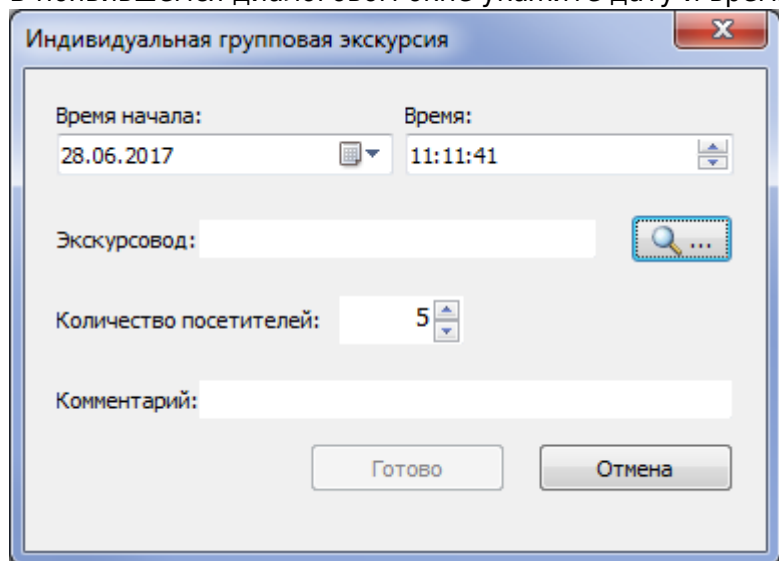 Индивидуальная групповая экскурсия
Время начала: Время:
28.06.2017 11:11:41
Экскурсовод: ...
Количество посетителей: 5
Комментарий:
Готово Отмена